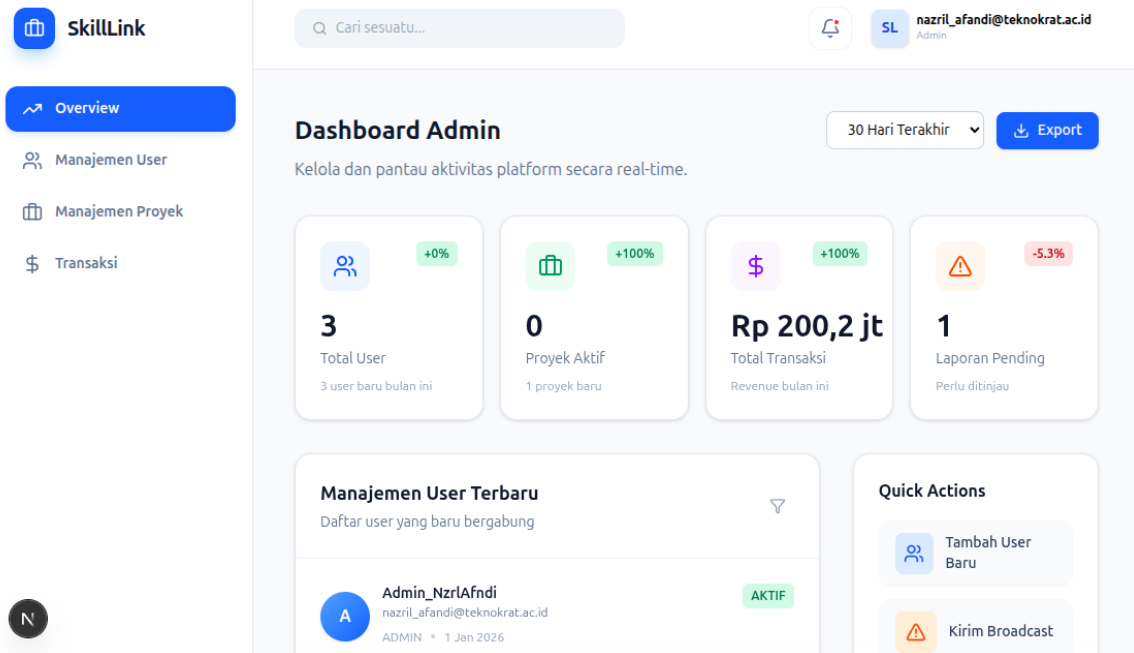 SkillLink
Cari sesuatu...
SL
nazril_afandi@teknokrat.ac.id
Admin
Overview
Manajemen User
Manajemen Proyek
Transaksi
Dashboard Admin
Kelola dan pantau aktivitas platform secara real-time.
30 Hari Terakhir
Export
+0%
3
Total User
3 user baru bulan ini
+100%
0
Proyek Aktif
1 proyek baru
$
+100%
Rp 200,2 jt
Total Transaksi
Revenue bulan ini
-5.3%
1
Laporan Pending
Perlu ditinjau
Manajemen User Terbaru
Daftar user yang baru bergabung
A
Admin_NzrlAfndi
nazril_afandi@teknokrat.ac.id
ADMIN • 1 Jan 2026
AKTIF
Quick Actions
Tambah User
Baru
Kirim Broadcast
N